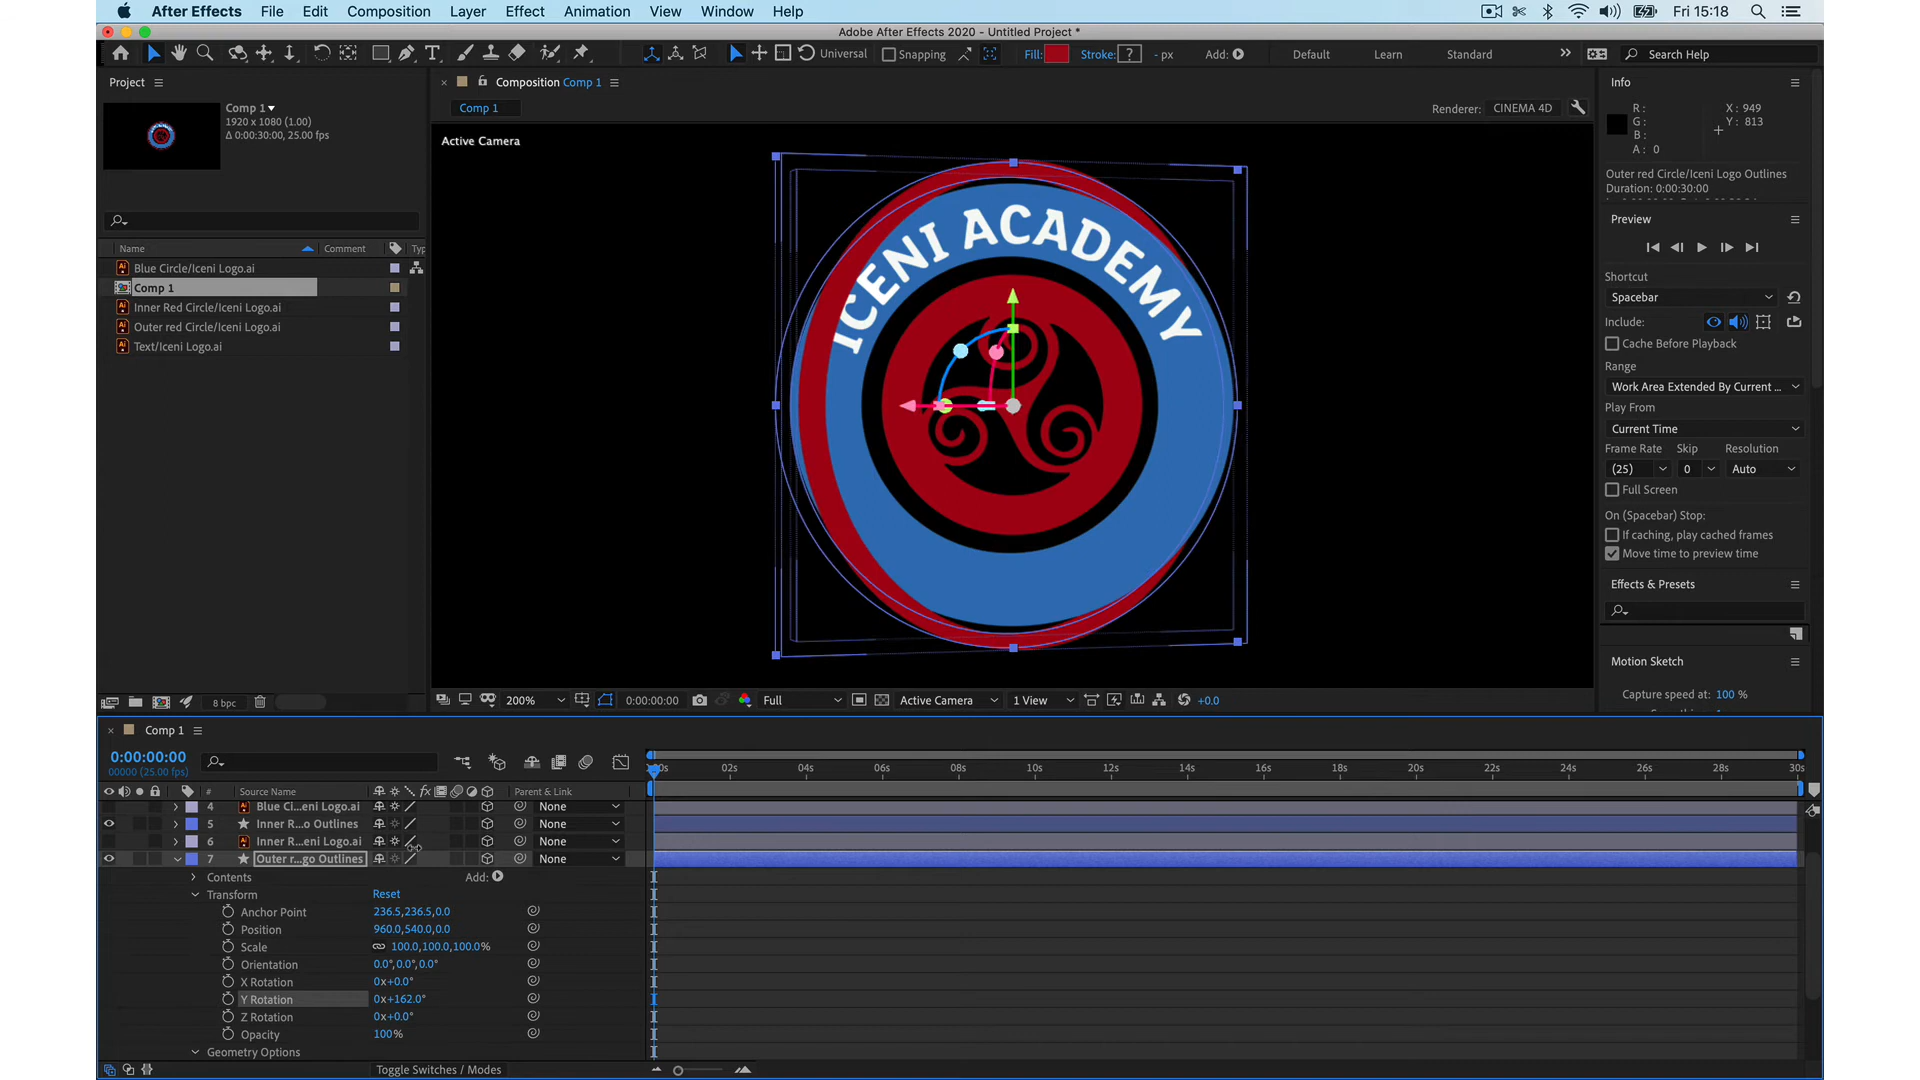 After Effects File Edit Composition Layer Effect Animation View Window Help Fri 15:18
Adobe After Effects 2020 - Untitled Project *
Universal Snapping Fill: Stroke: ? - px Add: Default Learn Standard Search Help
Project
Comp 1
1920 x 1080 (1.00)
Δ 0:00:30:00, 25.00 fps
Name Comment Typ
Blue Circle/Iceni Logo.ai
Comp 1
Inner Red Circle/Iceni Logo.ai
Outer red Circle/Iceni Logo.ai
Text/Iceni Logo.ai
8 bpc
Composition Comp 1
Comp 1
Renderer: CINEMA 4D
Active Camera
ICENI ACADEMY
200% 0:00:00:00 Full Active Camera 1 View +0.0
Info
R:
G:
B:
A: 0
X: 949
Y: 813
Outer red Circle/Iceni Logo Outlines
Duration: 0:00:30:00
Preview
Shortcut
Spacebar
Include:
Cache Before Playback
Range
Work Area Extended By Current ...
Play From
Current Time
Frame Rate Skip Resolution
(25) 0 Auto
Full Screen
On (Spacebar) Stop:
If caching, play cached frames
Move time to preview time
Effects & Presets
Motion Sketch
Capture speed at: 100 %
Comp 1
0:00:00:00
00000 (25.00 fps)
02s 04s 06s 08s 10s 12s 14s 16s 18s 20s 22s 24s 26s 28s 30s
# Source Name fx Parent & Link
4 Blue Ci...eni Logo.ai None
5 Inner R...o Outlines None
6 Inner R...eni Logo.ai None
7 Outer r...go Outlines None
Contents Add:
Transform Reset
Anchor Point 236.5,236.5,0.0
Position 960.0,540.0,0.0
Scale 100.0,100.0,100.0%
Orientation 0.0°,0.0°,0.0°
X Rotation 0x+0.0°
Y Rotation 0x+162.0°
Z Rotation 0x+0.0°
Opacity 100%
Geometry Options
Toggle Switches / Modes